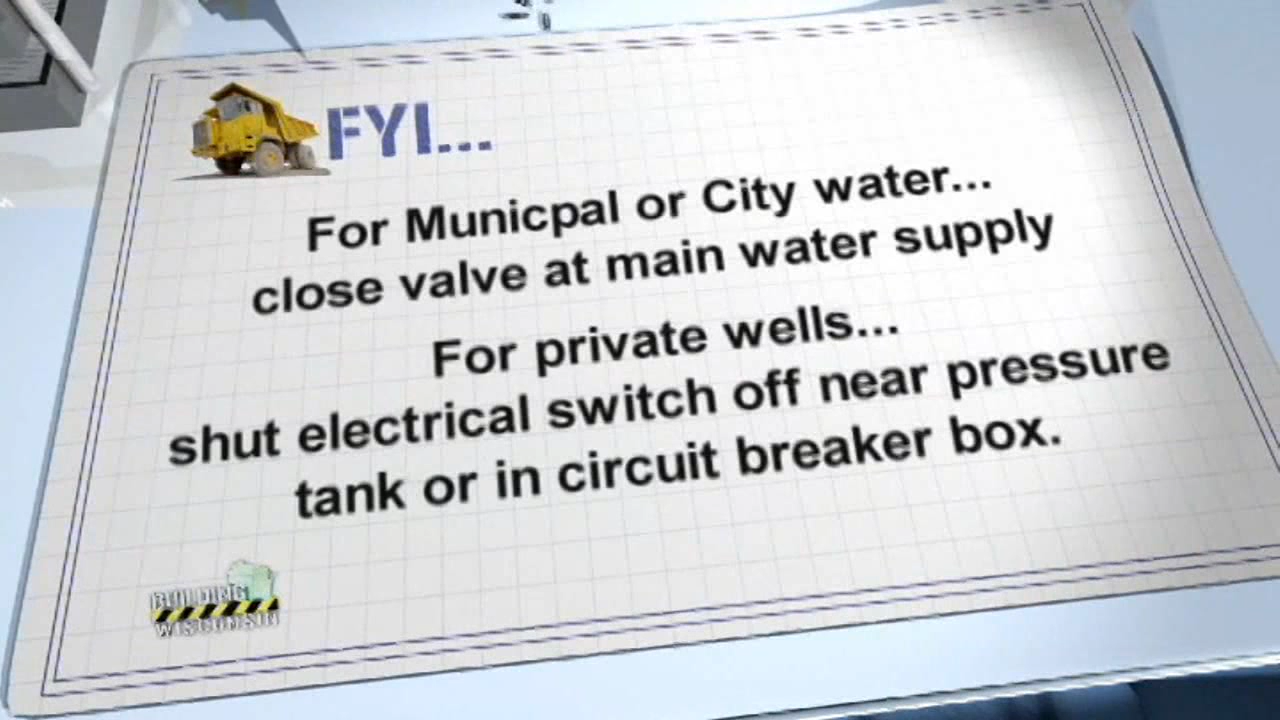 FYI...
For Municpal or City water...
close valve at main water supply
For private wells...
shut electrical switch off near pressure
tank or in circuit breaker box.
BUILDING
WISCONSIN